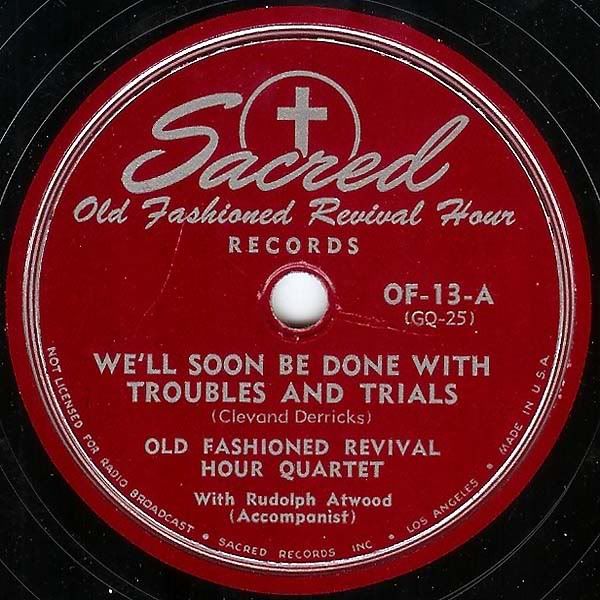 Sacred
Old Fashioned Revival Hour
RECORDS
OF-13-A
(GQ-25)
WE'LL SOON BE DONE WITH
TROUBLES AND TRIALS
(Clevand Derricks)
OLD FASHIONED REVIVAL
HOUR QUARTET
With Rudolph Atwood
(Accompanist)
NOT LICENSED FOR RADIO BROADCAST • SACRED RECORDS INC • LOS ANGELES • MADE IN U.S.A.